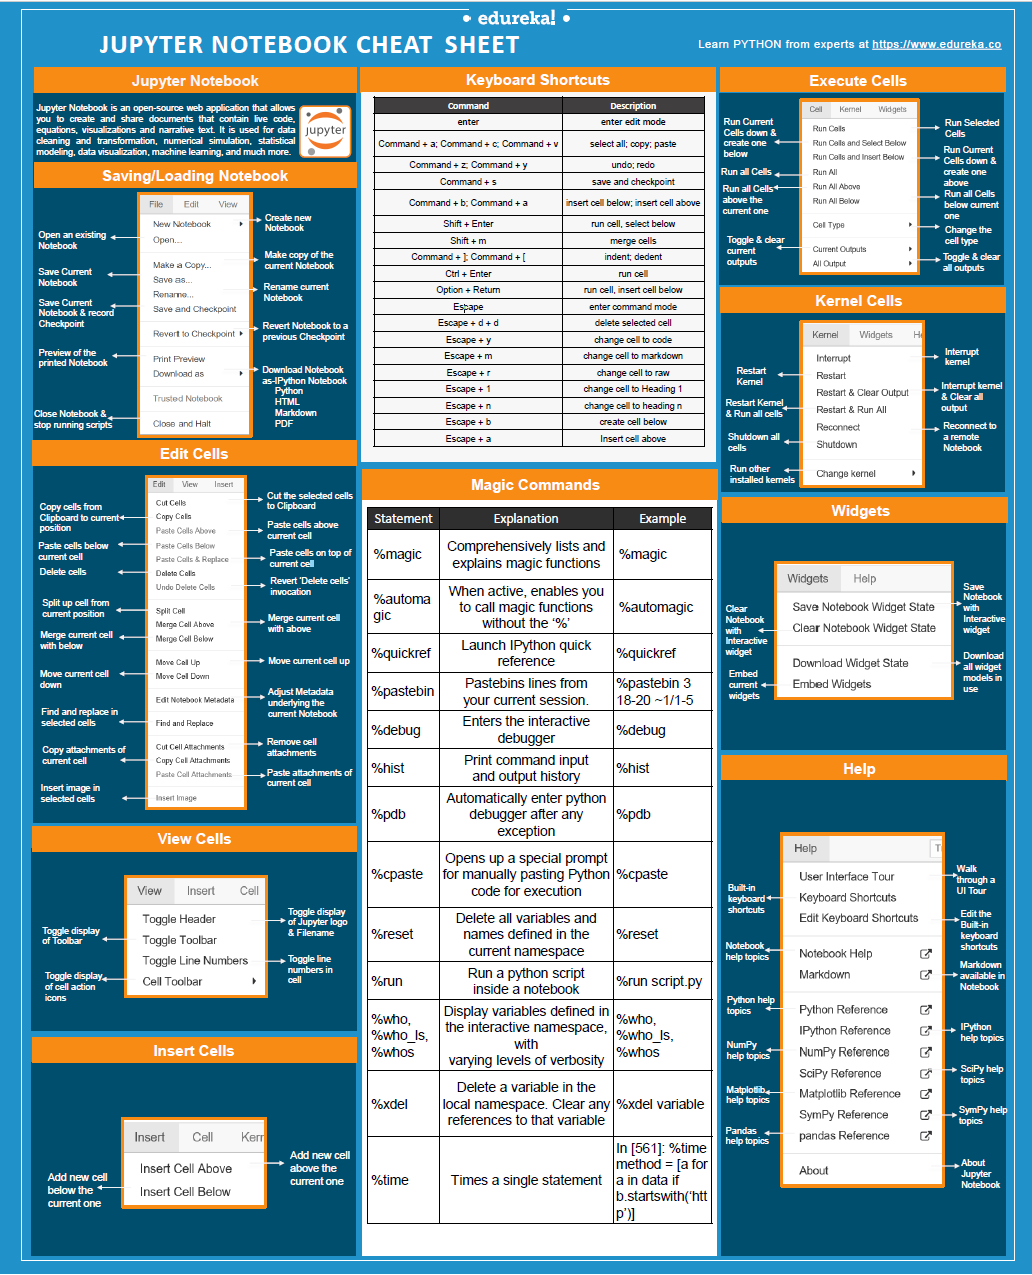 edureka!
JUPYTER NOTEBOOK CHEAT SHEET
Learn PYTHON from experts at https://www.edureka.co
Jupyter Notebook
Jupyter Notebook is an open-source web application that allows
you to create and share documents that contain live code,
equations, visualizations and narrative text. It is used for data
cleaning and transformation, numerical simulation, statistical
modeling, data visualization, machine learning, and much more.
jupyter
Saving/Loading Notebook
File Edit View
New Notebook
Open...
Make a Copy...
Save as...
Rename...
Save and Checkpoint
Revert to Checkpoint
Print Preview
Download as
Trusted Notebook
Close and Halt
Open an existing
Notebook
Save Current
Notebook
Save Current
Notebook & record
Checkpoint
Preview of the
printed Notebook
Close Notebook &
stop running scripts
Create new
Notebook
Make copy of the
current Notebook
Rename current
Notebook
Revert Notebook to a
previous Checkpoint
Download Notebook
as-IPython Notebook
Python
HTML
Markdown
PDF
Edit Cells
Edit View Insert
Cut Cells
Copy Cells
Paste Cells Above
Paste Cells Below
Paste Cells & Replace
Delete Cells
Undo Delete Cells
Split Cell
Merge Cell Above
Merge Cell Below
Move Cell Up
Move Cell Down
Edit Notebook Metadata
Find and Replace
Cut Cell Attachments
Copy Cell Attachments
Paste Cell Attachments
Insert Image
Copy cells from
Clipboard to current
position
Paste cells below
current cell
Delete cells
Split up cell from
current position
Merge current cell
with below
Move current cell
down
Find and replace in
selected cells
Copy attachments of
current cell
Insert image in
selected cells
Cut the selected cells
to Clipboard
Paste cells above
current cell
Paste cells on top of
current cell
Revert 'Delete cells'
invocation
Merge current cell
with above
Move current cell up
Adjust Metadata
underlying the
current Notebook
Remove cell
attachments
Paste attachments of
current cell
View Cells
View Insert Cell
Toggle Header
Toggle Toolbar
Toggle Line Numbers
Cell Toolbar
Toggle display
of Toolbar
Toggle display
of cell action
icons
Toggle display
of Jupyter logo
& Filename
Toggle line
numbers in
cell
Insert Cells
Insert Cell Kerr
Insert Cell Above
Insert Cell Below
Add new cell
below the
current one
Add new cell
above the
current one
Keyboard Shortcuts
Command Description
enter enter edit mode
Command + a; Command + c; Command + v select all; copy; paste
Command + z; Command + y undo; redo
Command + s save and checkpoint
Command + b; Command + a insert cell below; insert cell above
Shift + Enter run cell, select below
Shift + m merge cells
Command + ]; Command + [ indent; dedent
Ctrl + Enter run cell
Option + Return run cell, insert cell below
Escape enter command mode
Escape + d + d delete selected cell
Escape + y change cell to code
Escape + m change cell to markdown
Escape + r change cell to raw
Escape + 1 change cell to Heading 1
Escape + n change cell to heading n
Escape + b create cell below
Escape + a Insert cell above
Magic Commands
Statement Explanation Example
%magic Comprehensively lists and
explains magic functions %magic
%automa
gic When active, enables you
to call magic functions
without the ‘%’ %automagic
%quickref Launch IPython quick
reference %quickref
%pastebin Pastebins lines from
your current session. %pastebin 3
18-20 ~1/1-5
%debug Enters the interactive
debugger %debug
%hist Print command input
and output history %hist
%pdb Automatically enter python
debugger after any
exception %pdb
%cpaste Opens up a special prompt
for manually pasting Python
code for execution %cpaste
%reset Delete all variables and
names defined in the
current namespace %reset
%run Run a python script
inside a notebook %run script.py
%who,
%who_ls,
%whos Display variables defined in
the interactive namespace,
with
varying levels of verbosity %who,
%who_ls,
%whos
%xdel Delete a variable in the
local namespace. Clear any
references to that variable %xdel variable
%time Times a single statement In [561]: %time
method = [a for
a in data if
b.startswith(‘htt
p’)]
Execute Cells
Cell Kernel Widgets
Run Cells
Run Cells and Select Below
Run Cells and Insert Below
Run All
Run All Above
Run All Below
Cell Type
Current Outputs
All Output
Run Current
Cells down &
create one
below
Run all Cells
Run all Cells
above the
current one
Toggle & clear
current
outputs
Run Selected
Cells
Run Current
Cells down &
create one
above
Run all Cells
below current
one
Change the
cell type
Toggle & clear
all outputs
Kernel Cells
Kernel Widgets He
Interrupt
Restart
Restart & Clear Output
Restart & Run All
Reconnect
Shutdown
Change kernel
Restart
Kernel
Restart Kernel
& Run all cells
Shutdown all
cells
Run other
installed kernels
Interrupt
kernel
Interrupt kernel
& Clear all
output
Reconnect to
a remote
Notebook
Widgets
Widgets Help
Save Notebook Widget State
Clear Notebook Widget State
Download Widget State
Embed Widgets
Clear
Notebook
with
Interactive
widget
Embed
current
widgets
Save
Notebook
with
Interactive
widget
Download
all widget
models in
use
Help
Help
User Interface Tour
Keyboard Shortcuts
Edit Keyboard Shortcuts
Notebook Help
Markdown
Python Reference
IPython Reference
NumPy Reference
SciPy Reference
Matplotlib Reference
SymPy Reference
pandas Reference
About
Built-in
keyboard
shortcuts
Notebook
help topics
Python help
topics
NumPy
help topics
Matplotlib
help topics
Pandas
help topics
Walk
through a
UI Tour
Edit the
Built-in
keyboard
shortcuts
Markdown
available in
Notebook
IPython
help topics
SciPy help
topics
SymPy help
topics
About
Jupyter
Notebook